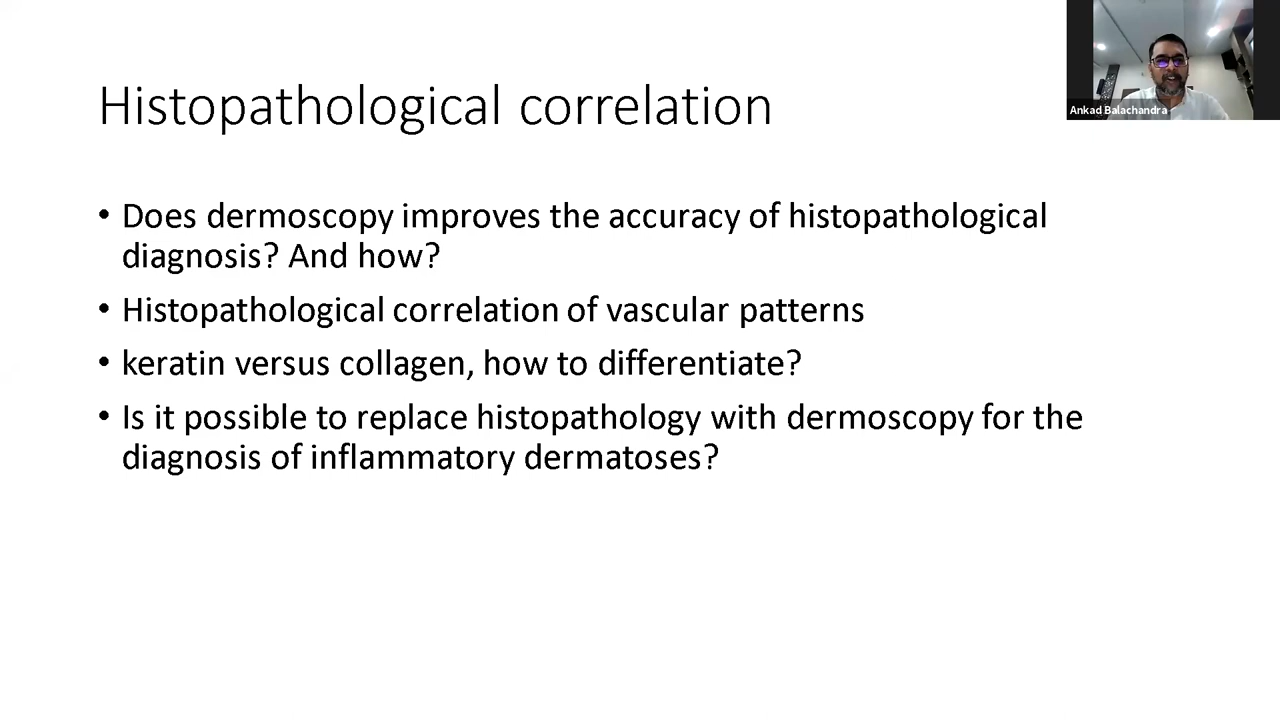 Ankad Balachandra
Histopathological correlation
• Does dermoscopy improves the accuracy of histopathological
diagnosis? And how?
• Histopathological correlation of vascular patterns
• keratin versus collagen, how to differentiate?
• Is it possible to replace histopathology with dermoscopy for the
diagnosis of inflammatory dermatoses?